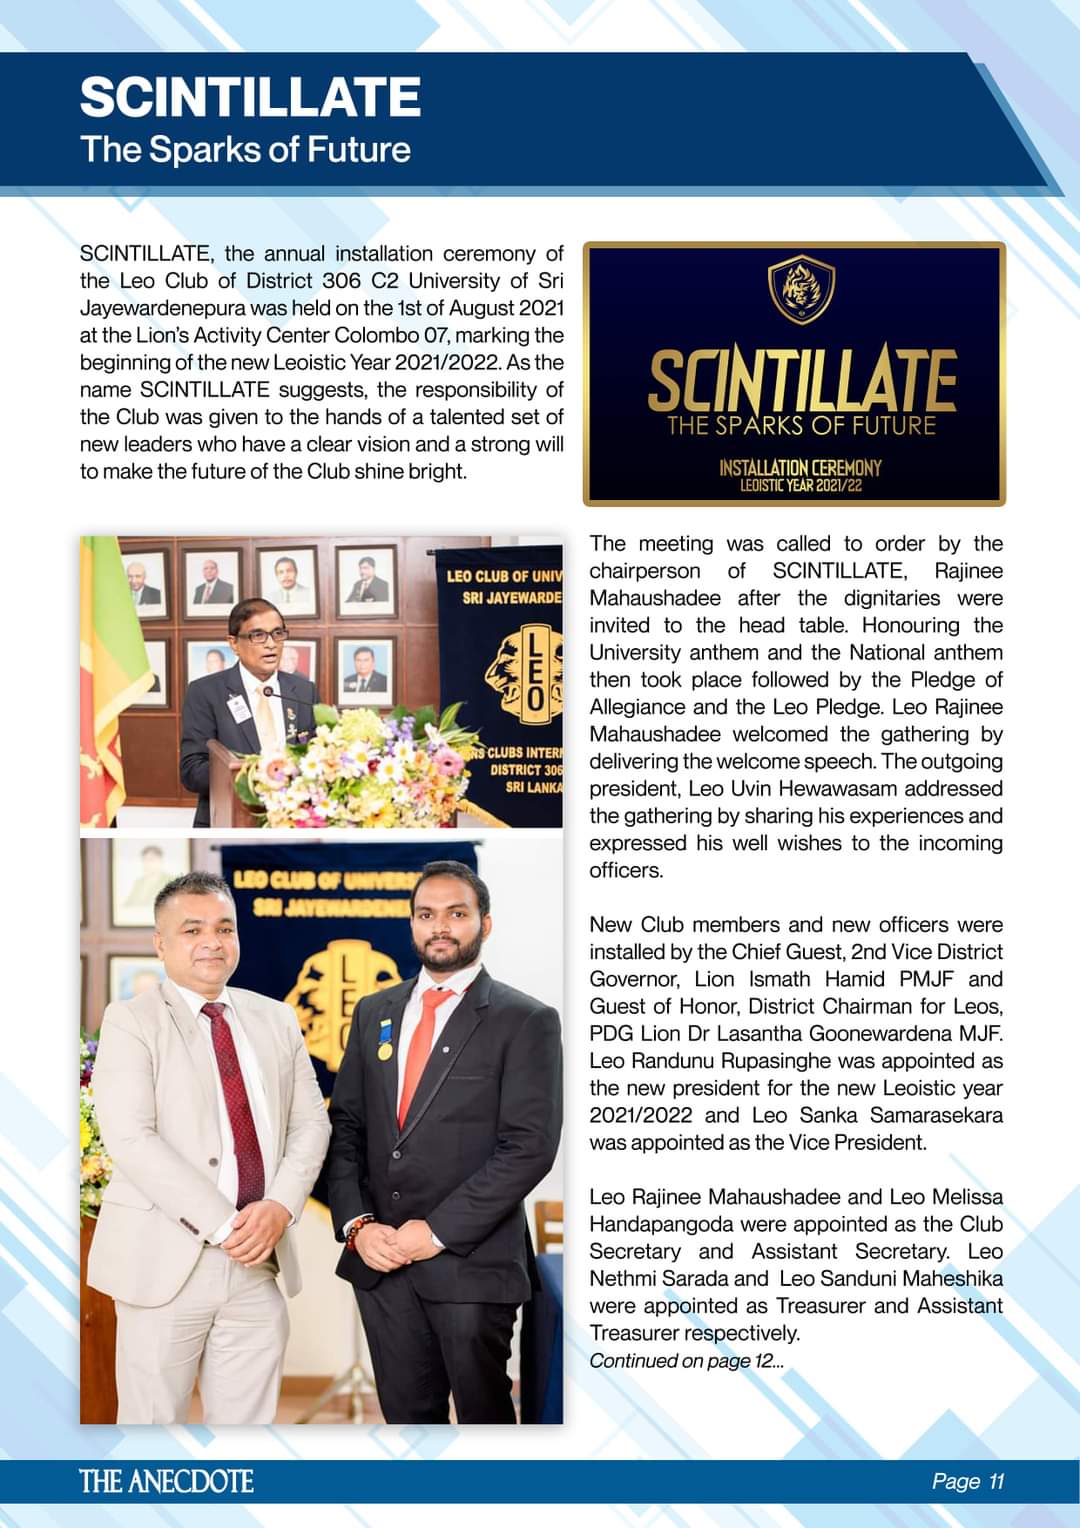 SCINTILLATE
The Sparks of Future
SCINTILLATE, the annual installation ceremony of
the Leo Club of District 306 C2 University of Sri
Jayewardenepura was held on the 1st of August 2021
at the Lion's Activity Center Colombo 07, marking the
beginning of the new Leoistic Year 2021/2022. As the
name SCINTILLATE suggests, the responsibility of
the Club was given to the hands of a talented set of
new leaders who have a clear vision and a strong will
to make the future of the Club shine bright.
SCINTILLATE
THE SPARKS OF FUTURE
INSTALLATION CEREMONY
LEOISTIC YEAR 2021/22
LEO CLUB OF UNIV
SRI JAYEWARDE
LEO
NS CLUBS INTER
DISTRICT 306
SRI LANKA
LEO CLUB OF UNIVERS
SRI JAYEWARDEN
LEO
The meeting was called to order by the
chairperson of SCINTILLATE, Rajinee
Mahaushadee after the dignitaries were
invited to the head table. Honouring the
University anthem and the National anthem
then took place followed by the Pledge of
Allegiance and the Leo Pledge. Leo Rajinee
Mahaushadee welcomed the gathering by
delivering the welcome speech. The outgoing
president, Leo Uvin Hewawasam addressed
the gathering by sharing his experiences and
expressed his well wishes to the incoming
officers.
New Club members and new officers were
installed by the Chief Guest, 2nd Vice District
Governor, Lion Ismath Hamid PMJF and
Guest of Honor, District Chairman for Leos,
PDG Lion Dr Lasantha Goonewardena MJF.
Leo Randunu Rupasinghe was appointed as
the new president for the new Leoistic year
2021/2022 and Leo Sanka Samarasekara
was appointed as the Vice President.
Leo Rajinee Mahaushadee and Leo Melissa
Handapangoda were appointed as the Club
Secretary and Assistant Secretary. Leo
Nethmi Sarada and Leo Sanduni Maheshika
were appointed as Treasurer and Assistant
Treasurer respectively.
Continued on page 12...
THE ANECDOTE
Page 11